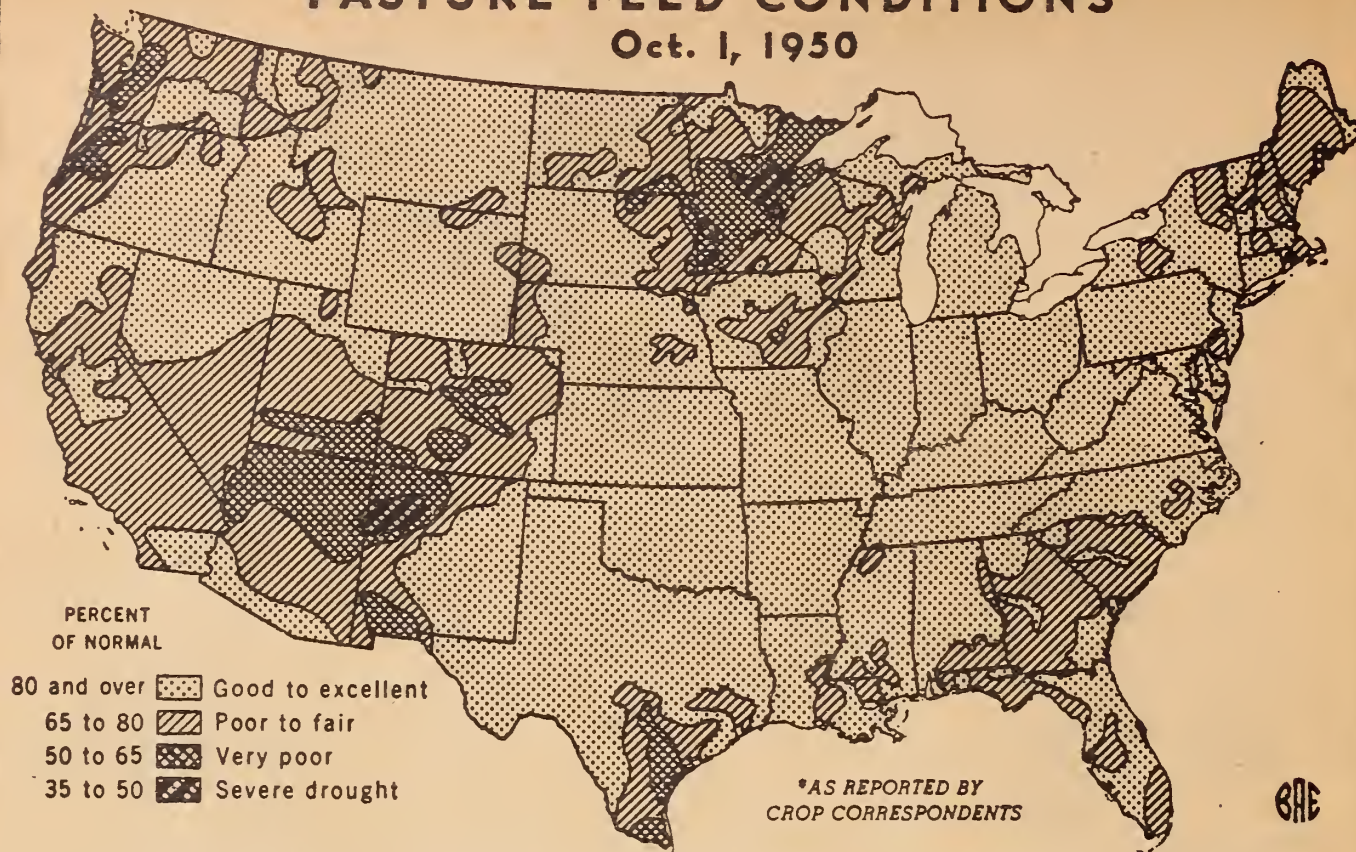 PASTURE FEED CONDITIONS
Oct. 1, 1950
PERCENT
OF NORMAL
80 and over Good to excellent
65 to 80 Poor to fair
50 to 65 Very poor
35 to 50 Severe drought
*AS REPORTED BY
CROP CORRESPONDENTS
BAE